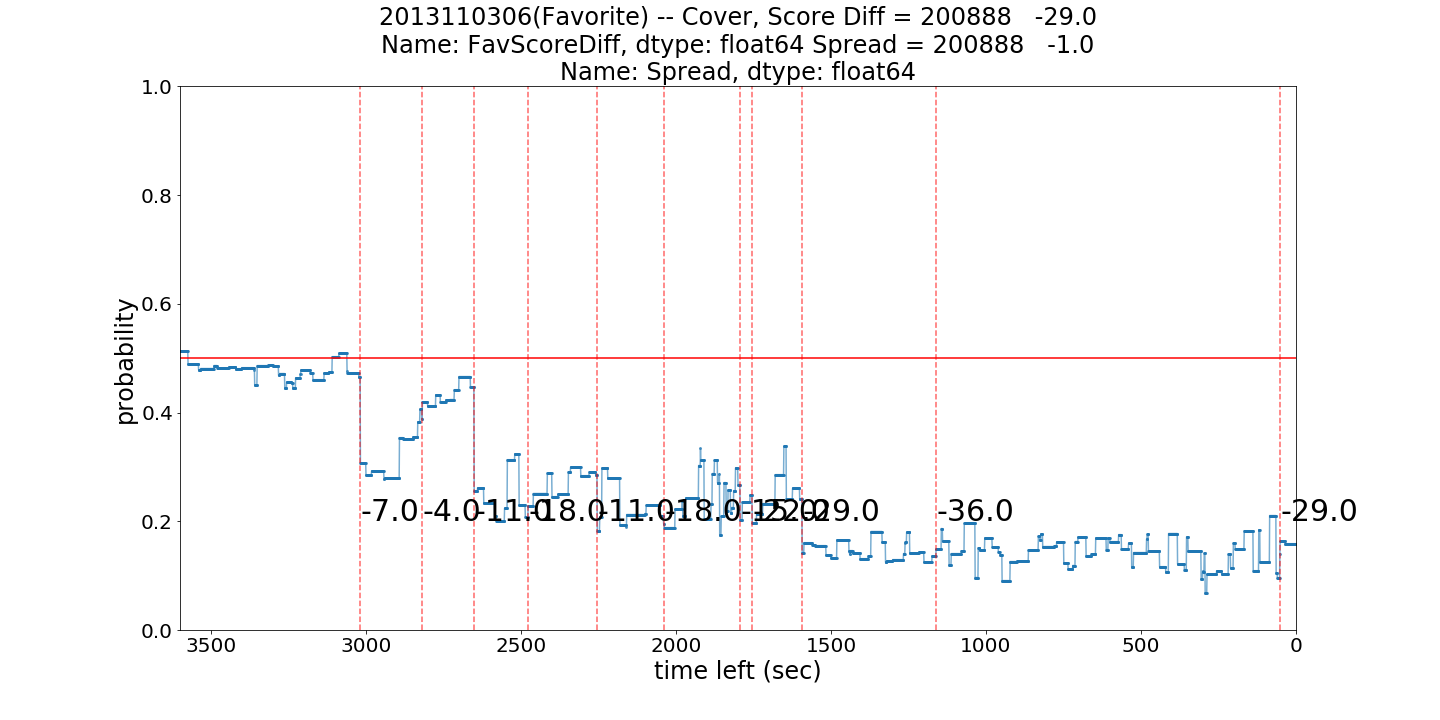 2013110306(Favorite) -- Cover, Score Diff = 200888   -29.0
Name: FavScoreDiff, dtype: float64 Spread = 200888   -1.0
Name: Spread, dtype: float64
1.0
0.8
0.6
0.4
0.2
0.0
probability
-7.0 -4.0 -11.0 -18.0 -11.0 -18.0 -15.0 -22.0 -29.0 -36.0 -29.0
3500 3000 2500 2000 1500 1000 500 0
time left (sec)